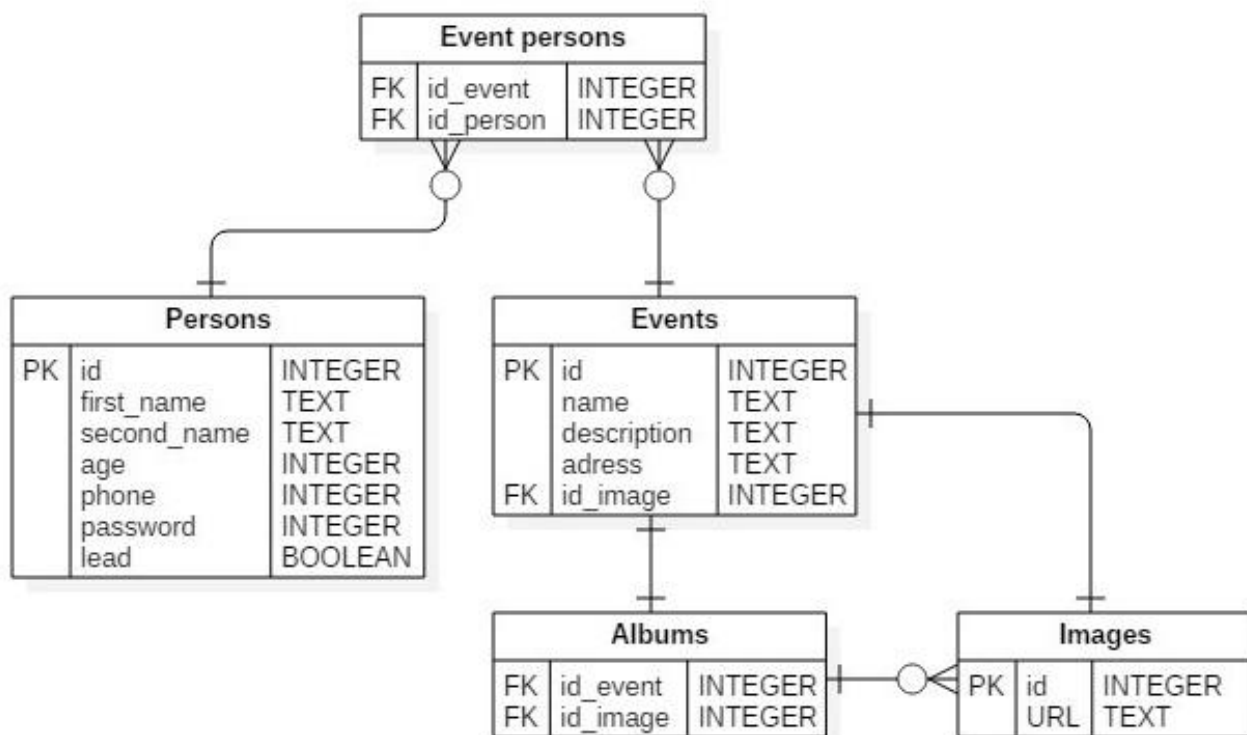 Event persons
FK id_event INTEGER
FK id_person INTEGER
Persons
PK id INTEGER
first_name TEXT
second_name TEXT
age INTEGER
phone INTEGER
password INTEGER
lead BOOLEAN
Events
PK id INTEGER
name TEXT
description TEXT
adress TEXT
FK id_image INTEGER
Albums
FK id_event INTEGER
FK id_image INTEGER
Images
PK id INTEGER
URL TEXT